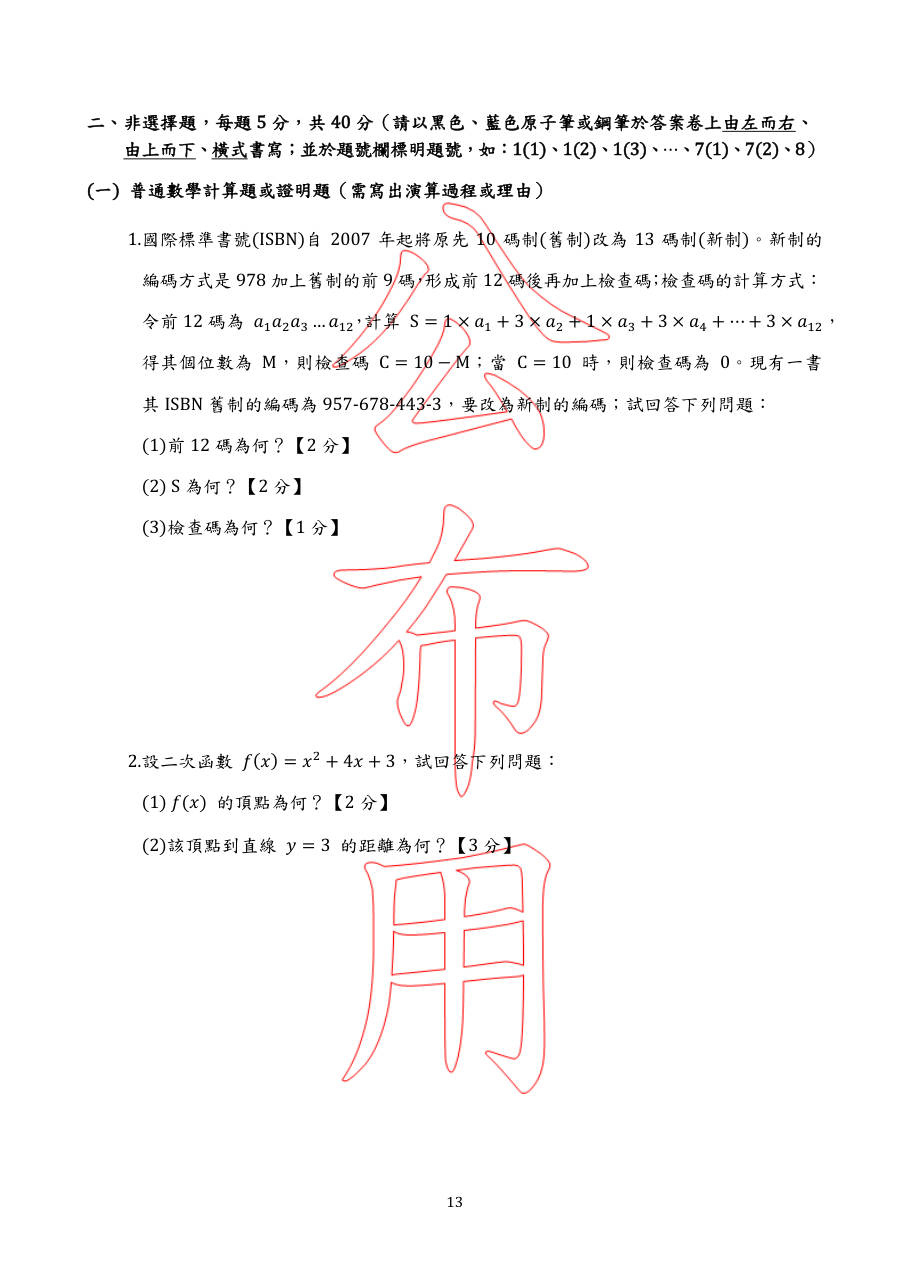 二、非選擇題，每題 5 分，共 40 分（請以黑色、藍色原子筆或鋼筆於答案卷上由左而右、
由上而下、橫式書寫；並於題號欄標明題號，如：1(1)、1(2)、1(3)、…、7(1)、7(2)、8）
(一) 普通數學計算題或證明題（需寫出演算過程或理由）
1.國際標準書號(ISBN)自 2007 年起將原先 10 碼制(舊制)改為 13 碼制(新制)。新制的
編碼方式是 978 加上舊制的前 9 碼，形成前 12 碼後再加上檢查碼；檢查碼的計算方式：
令前 12 碼為 a₁a₂a₃ … a₁₂，計算 S = 1 × a₁ + 3 × a₂ + 1 × a₃ + 3 × a₄ + ⋯ + 3 × a₁₂，
得其個位數為 M，則檢查碼 C = 10 − M；當 C = 10 時，則檢查碼為 0。現有一書
其 ISBN 舊制的編碼為 957-678-443-3，要改為新制的編碼；試回答下列問題：
(1)前 12 碼為何？【2 分】
(2) S 為何？【2 分】
(3)檢查碼為何？【1 分】
2.設二次函數 f(x) = x² + 4x + 3，試回答下列問題：
(1) f(x) 的頂點為何？【2 分】
(2)該頂點到直線 y = 3 的距離為何？【3 分】
公
布
用
13